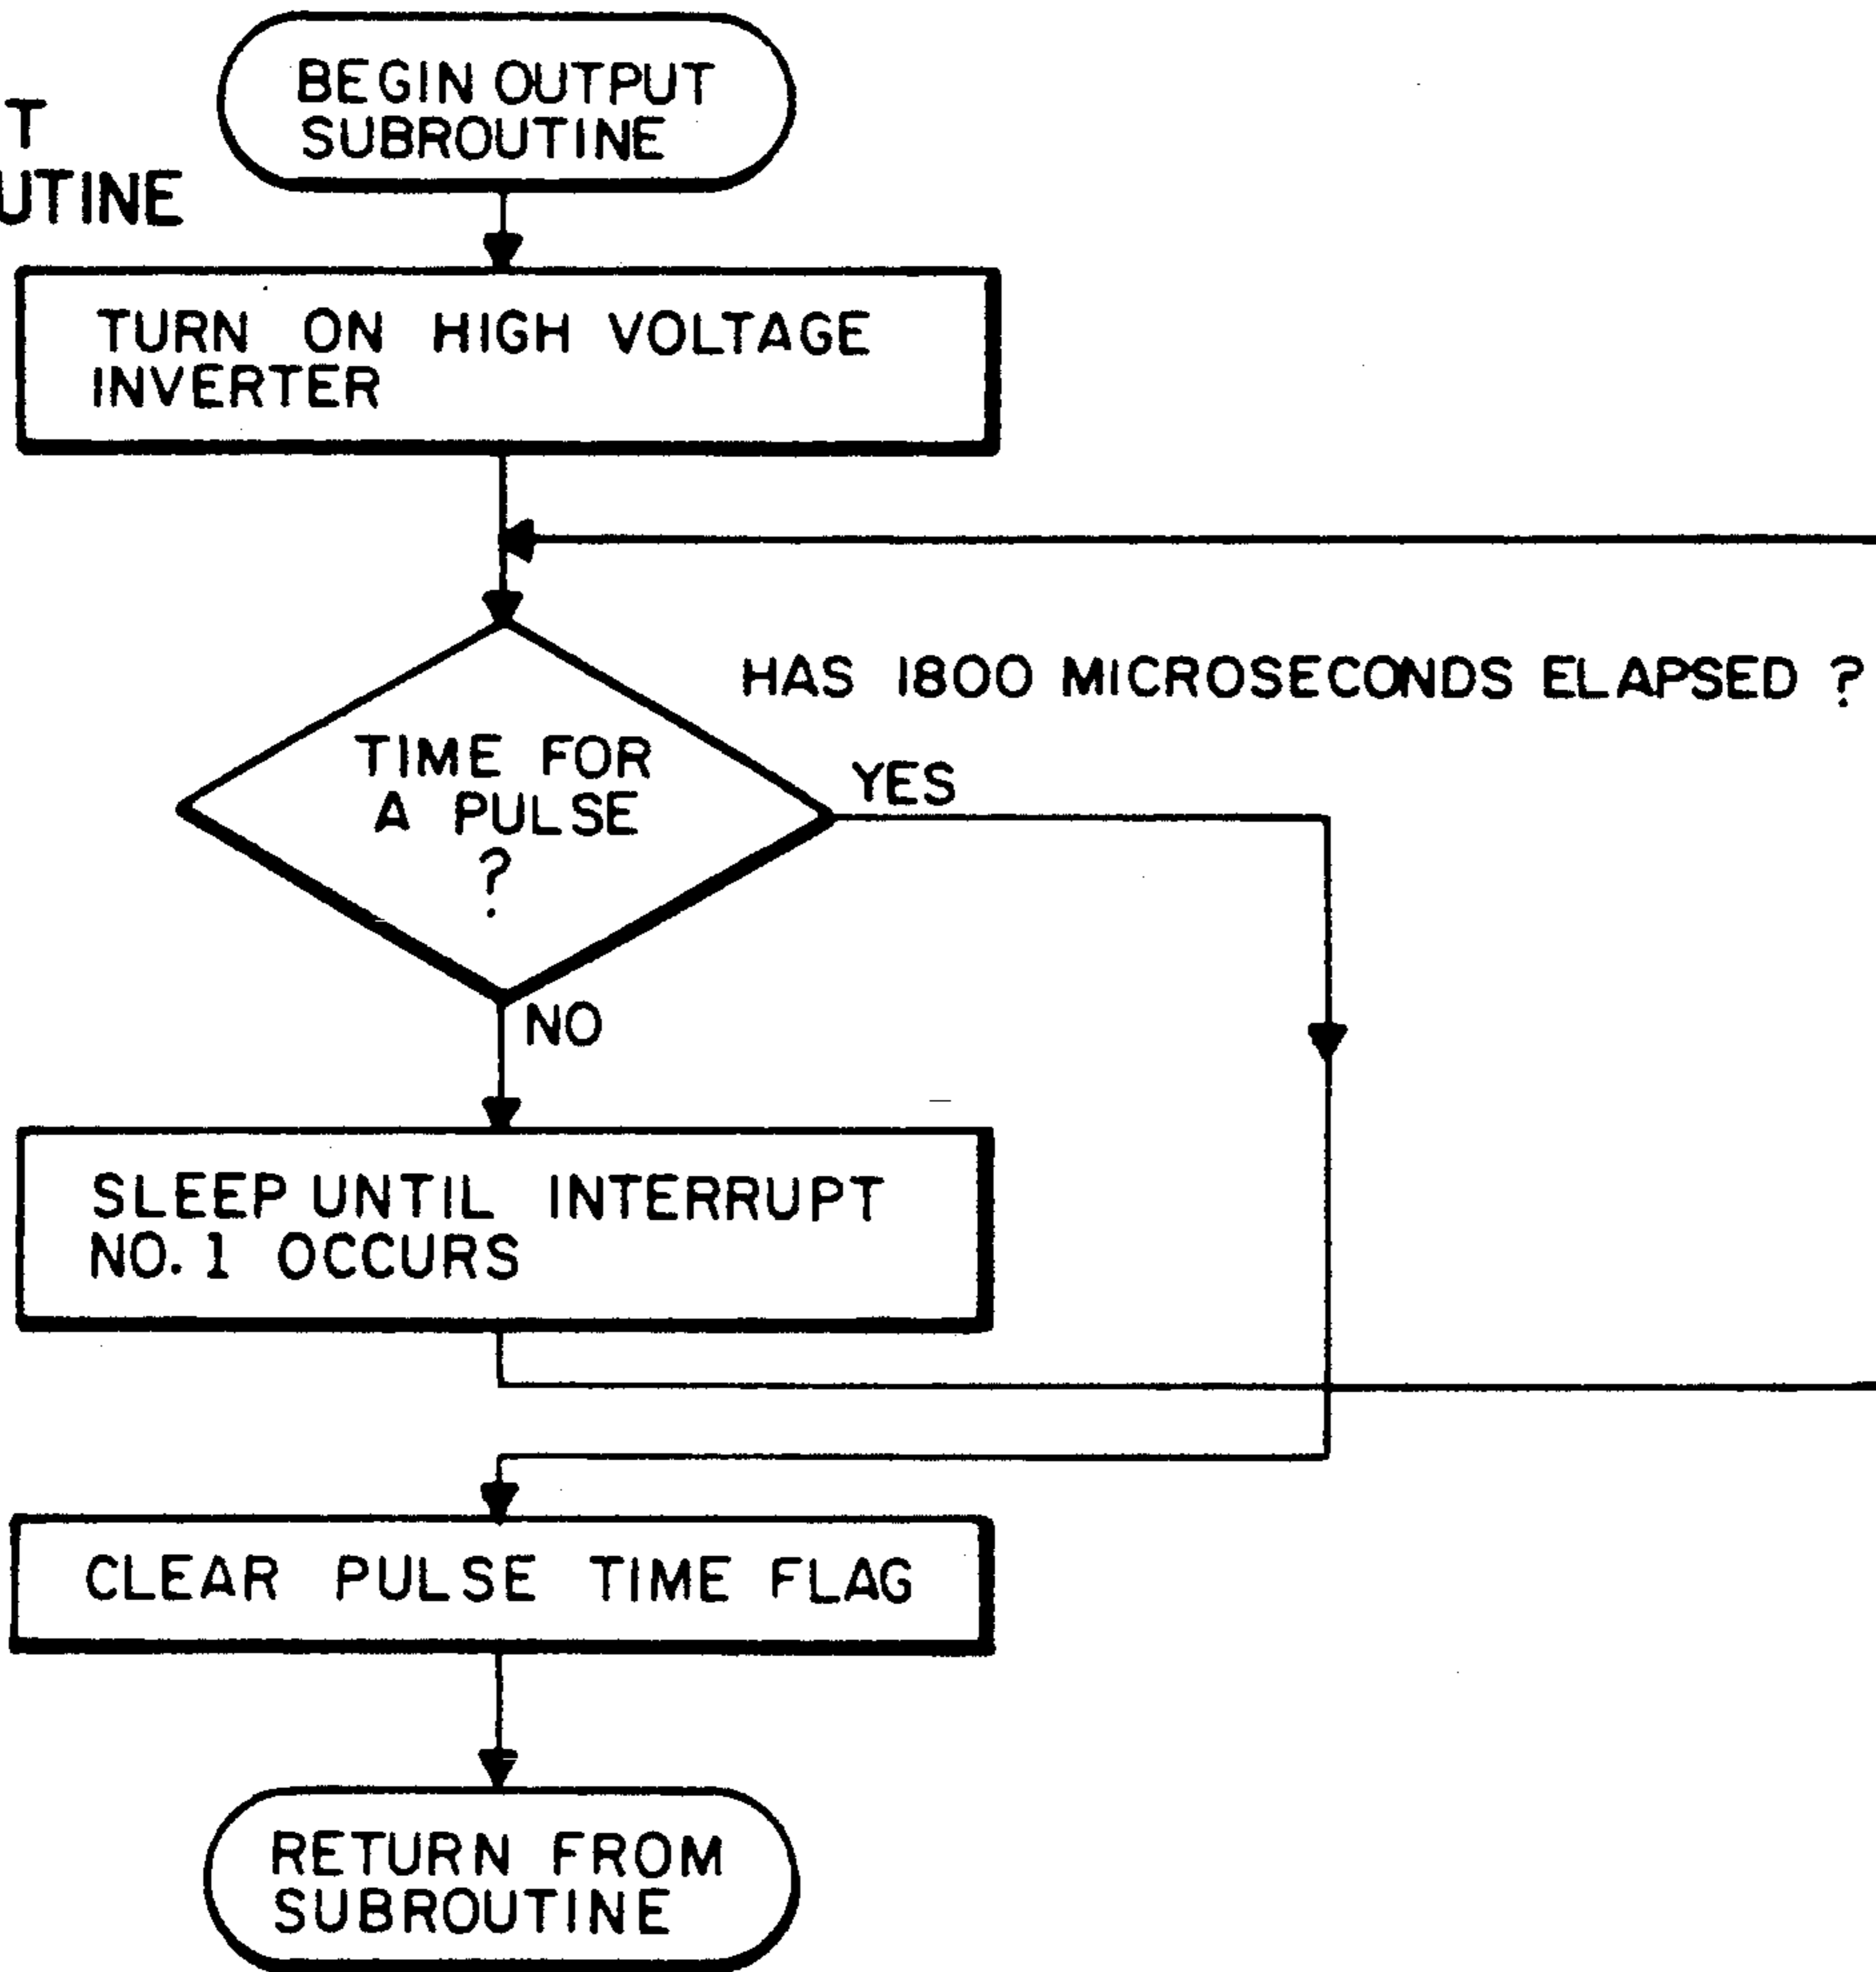 T
UTINE
BEGIN OUTPUT
SUBROUTINE
TURN ON HIGH VOLTAGE
INVERTER
HAS 1800 MICROSECONDS ELAPSED ?
TIME FOR
A PULSE
?
YES
NO
SLEEP UNTIL INTERRUPT
NO. 1 OCCURS
CLEAR PULSE TIME FLAG
RETURN FROM
SUBROUTINE